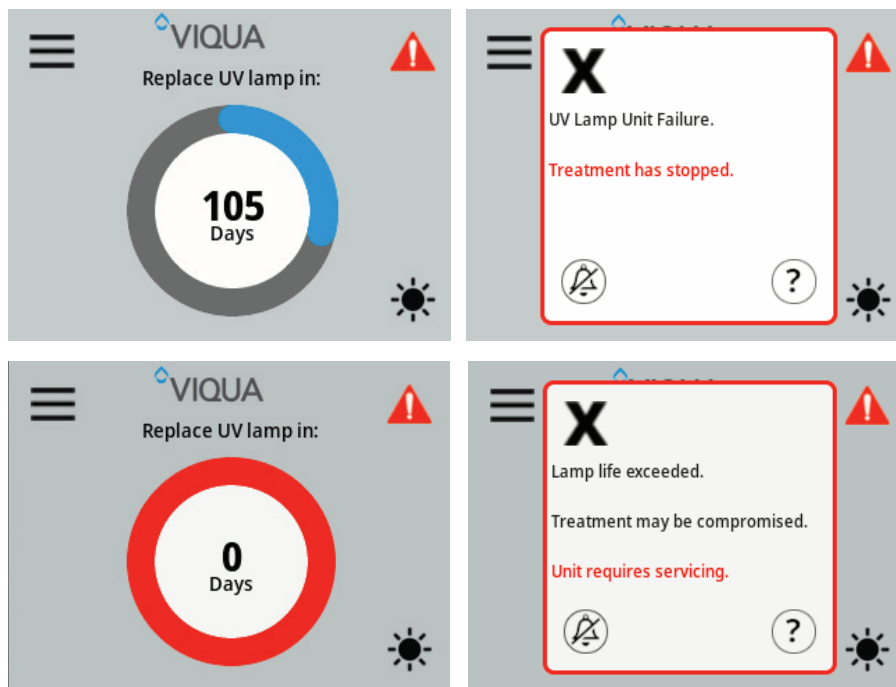 VIQUA
Replace UV lamp in:
105
Days
X
UV Lamp Unit Failure.
Treatment has stopped.
?
VIQUA
Replace UV lamp in:
0
Days
X
Lamp life exceeded.
Treatment may be compromised.
Unit requires servicing.
?